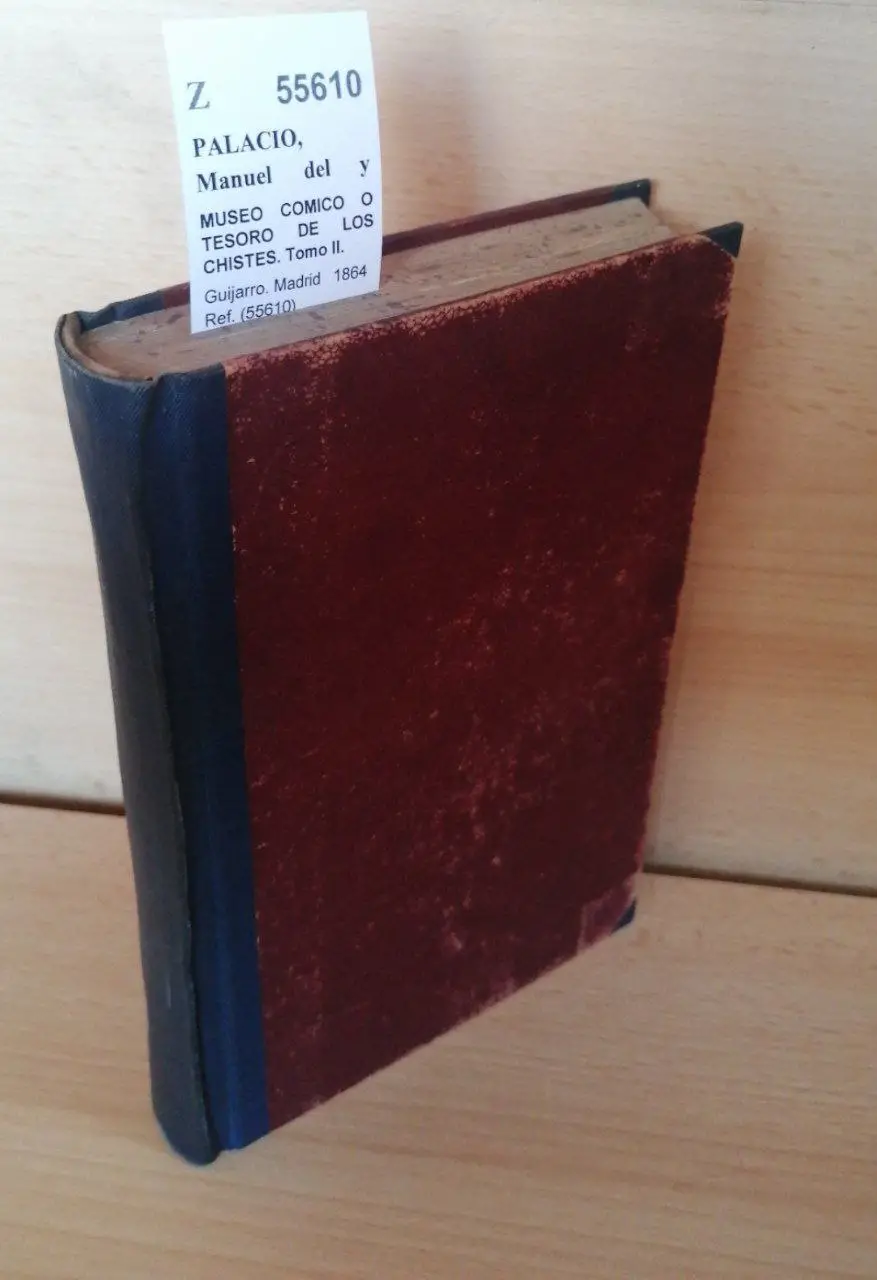 Z 55610
PALACIO,
Manuel del y
MUSEO COMICO O
TESORO DE LOS
CHISTES. Tomo II.
Guijarro. Madrid 1864
Ref. (55610)